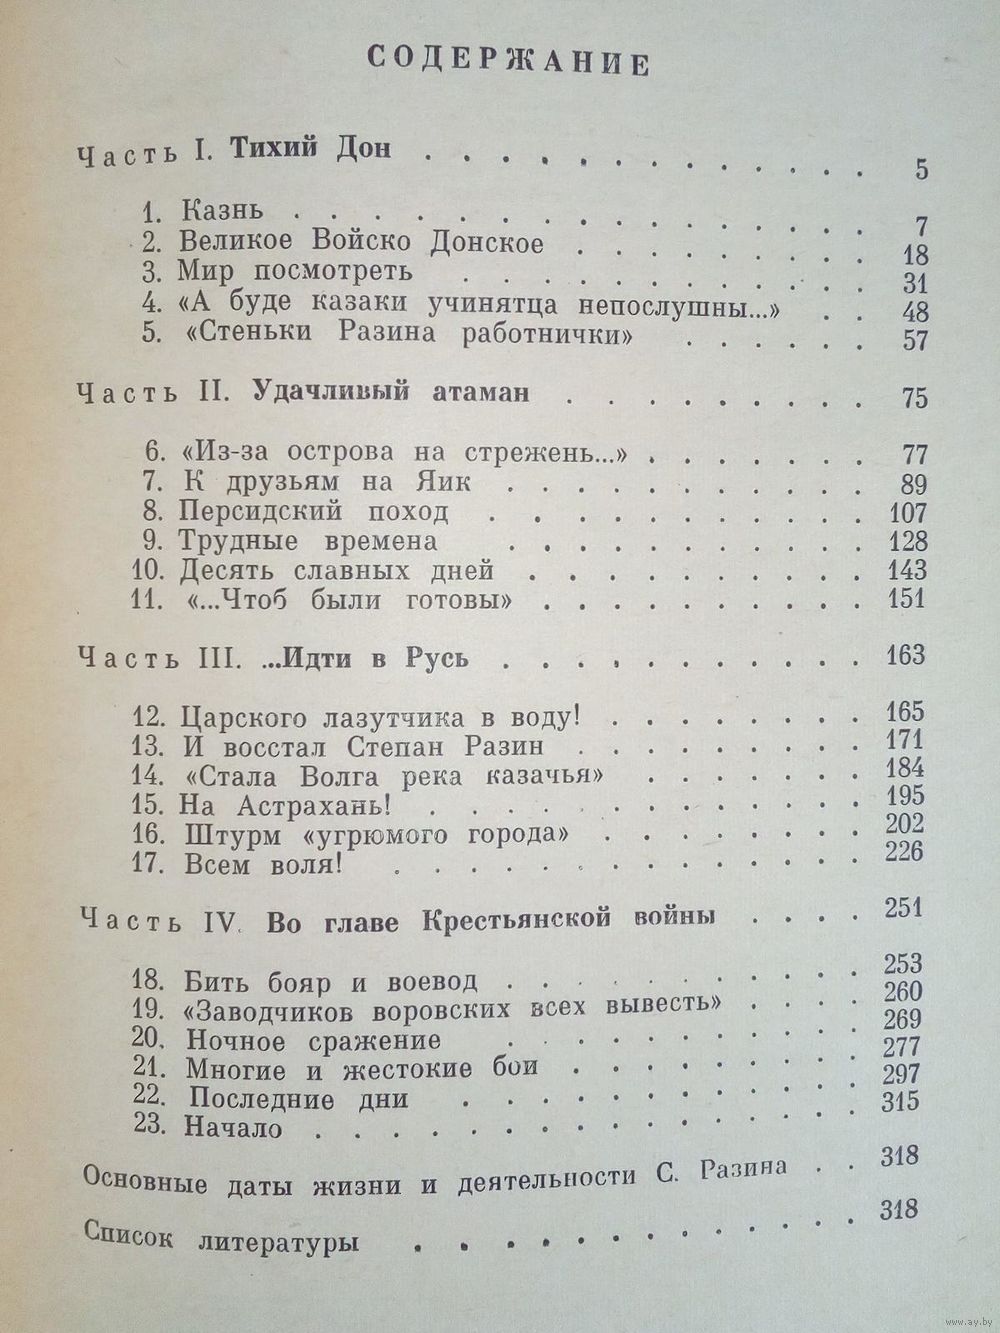 СОДЕРЖАНИЕ
Часть I. Тихий Дон . . . . . . . . . . . . . 5
1. Казнь . . . . . . . . . . . . . 7
2. Великое Войско Донское . . . . . . . . 18
3. Мир посмотреть . . . . . . . . . . 31
4. «А буде казаки учинятца непослушны...» . . 48
5. «Стеньки Разина работнички» . . . . . . 57
Часть II. Удачливый атаман . . . . . . . . . 75
6. «Из-за острова на стрежень...» . . . . . . . 77
7. К друзьям на Яик . . . . . . . . . . 89
8. Персидский поход . . . . . . . . . 107
9. Трудные времена . . . . . . . . . . 128
10. Десять славных дней . . . . . . . . . 143
11. «...Чтоб были готовы» . . . . . . . . . 151
Часть III. ...Идти в Русь . . . . . . . . . . 163
12. Царского лазутчика в воду! . . . . . . . . 165
13. И восстал Степан Разин . . . . . . . . 171
14. «Стала Волга река казачья» . . . . . . . 184
15. На Астрахань! . . . . . . . . . . . . 195
16. Штурм «угрюмого города» . . . . . . . . 202
17. Всем воля! . . . . . . . . . . . . . 226
Часть IV. Во главе Крестьянской войны . . . . 251
18. Бить бояр и воевод . . . . . . . . . . 253
19. «Заводчиков воровских всех вывесть» . . . . 260
20. Ночное сражение . . . . . . . . . . 269
21. Многие и жестокие бои . . . . . . . . 277
22. Последние дни . . . . . . . . . . 297
23. Начало . . . . . . . . . . . . . . . 315
Основные даты жизни и деятельности С. Разина . . 318
Список литературы . . . . . . . . . . . 318
www.ay.by